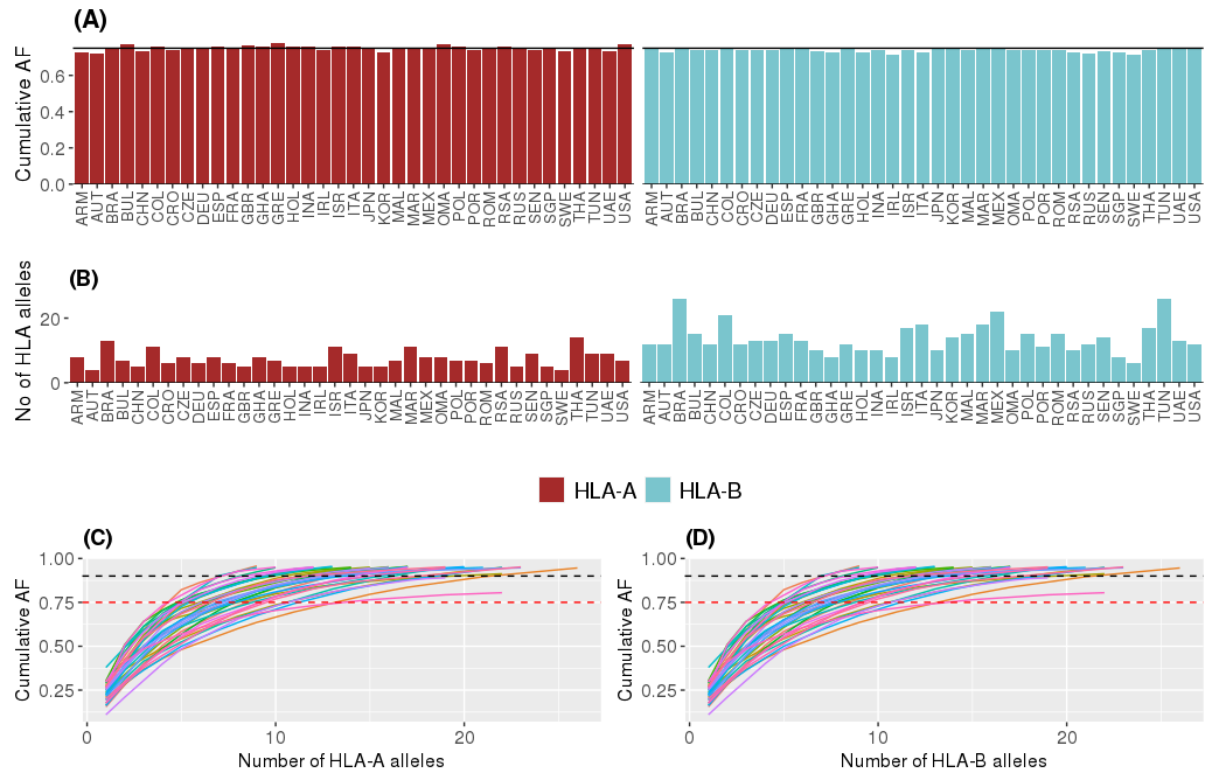 (A)
Cumulative AF
0.6
0.4
0.2
0.0
ARM AUT BRA BUL CHN COL CRO CZE DEU ESP FRA GBR GHA GRE HOL INA IRL ISR ITA JPN KOR MAL MAR MEX OMA POL POR ROM RSA RUS SEN SGP SWE THA TUN UAE USA
ARM AUT BRA BUL CHN COL CRO CZE DEU ESP FRA GBR GHA GRE HOL INA IRL ISR ITA JPN KOR MAL MAR MEX OMA POL POR ROM RSA RUS SEN SGP SWE THA TUN UAE USA
(B)
No of HLA alleles
20
0
ARM AUT BRA BUL CHN COL CRO CZE DEU ESP FRA GBR GHA GRE HOL INA IRL ISR ITA JPN KOR MAL MAR MEX OMA POL POR ROM RSA RUS SEN SGP SWE THA TUN UAE USA
ARM AUT BRA BUL CHN COL CRO CZE DEU ESP FRA GBR GHA GRE HOL INA IRL ISR ITA JPN KOR MAL MAR MEX OMA POL POR ROM RSA RUS SEN SGP SWE THA TUN UAE USA
HLA-A HLA-B
(C)
Cumulative AF
1.00
0.75
0.50
0.25
0 10 20
Number of HLA-A alleles
(D)
Cumulative AF
1.00
0.75
0.50
0.25
0 10 20
Number of HLA-B alleles